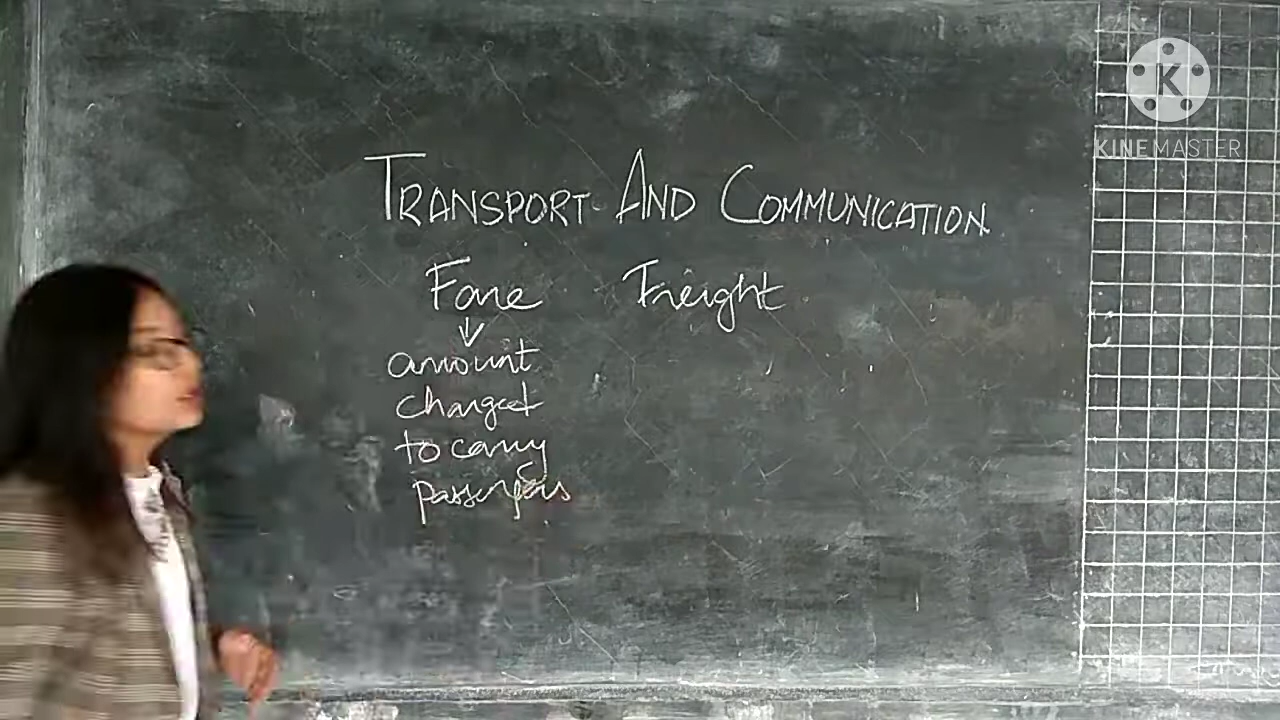 TRANSPORT AND COMMUNICATION
Fare Freight
amount
charged
to carry
passengers
K
KINEMASTER